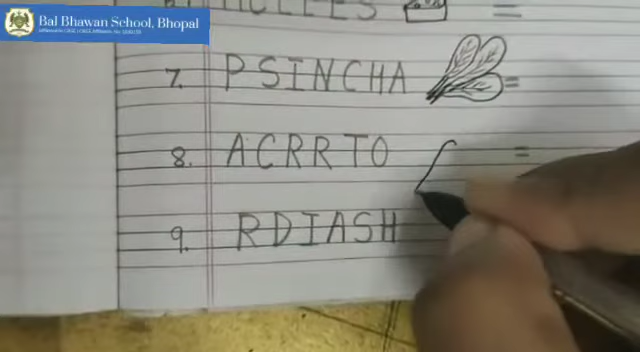 Bal Bhawan School, Bhopal
7. PSINCHA =
8. ACRRTO =
9. RDIASH